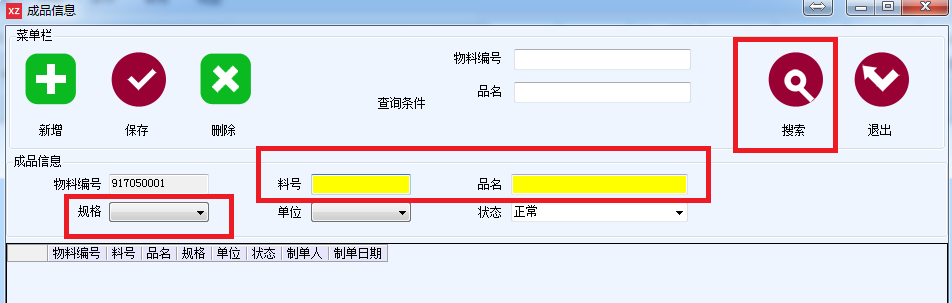 XZ 成品信息
菜单栏
物料编号
品名
查询条件
新增 保存 删除 搜索 退出
成品信息
物料编号 917050001 料号 品名
规格 单位 状态 正常
物料编号 料号 品名 规格 单位 状态 制单人 制单日期